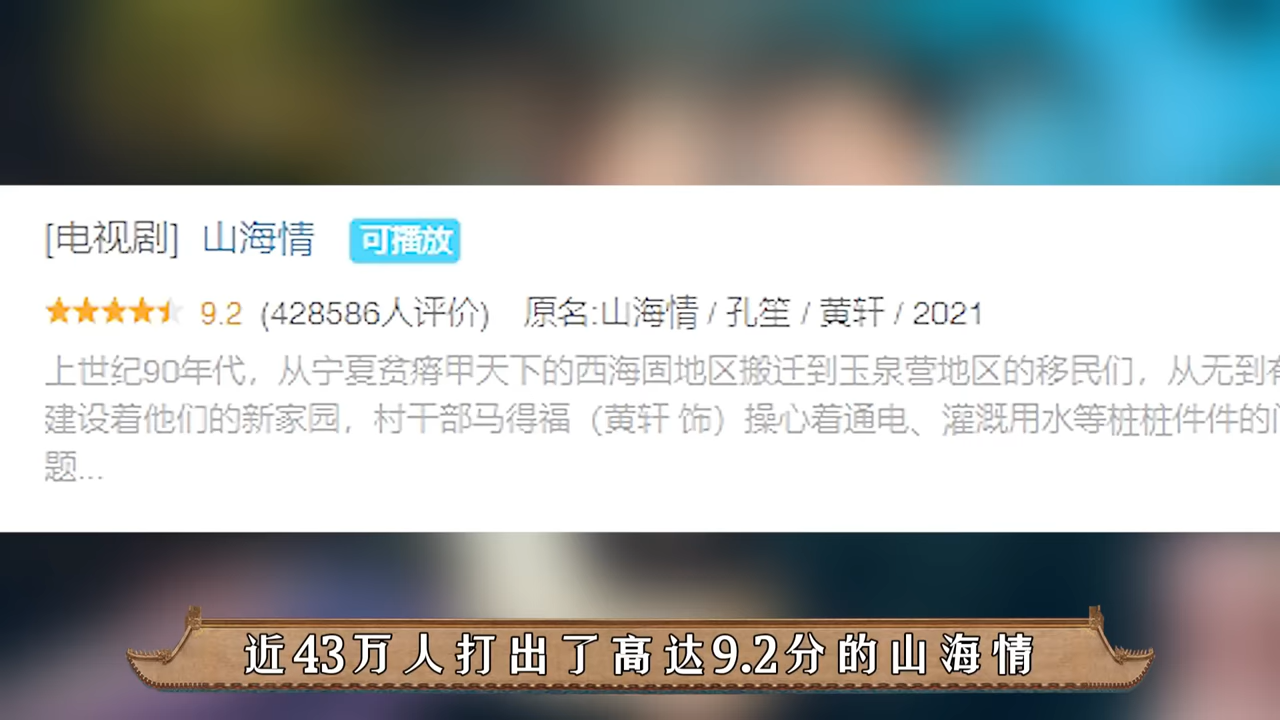 [电视剧] 山海情 可播放
9.2 (428586人评价) 原名:山海情 / 孔笙 / 黄轩 / 2021
上世纪90年代，从宁夏贫瘠甲天下的西海固地区搬迁到玉泉营地区的移民们，从无到
建设着他们的新家园，村干部马得福（黄轩 饰）操心着通电、灌溉用水等桩桩件件的
题...
近43万人打出了高达9.2分的山海情